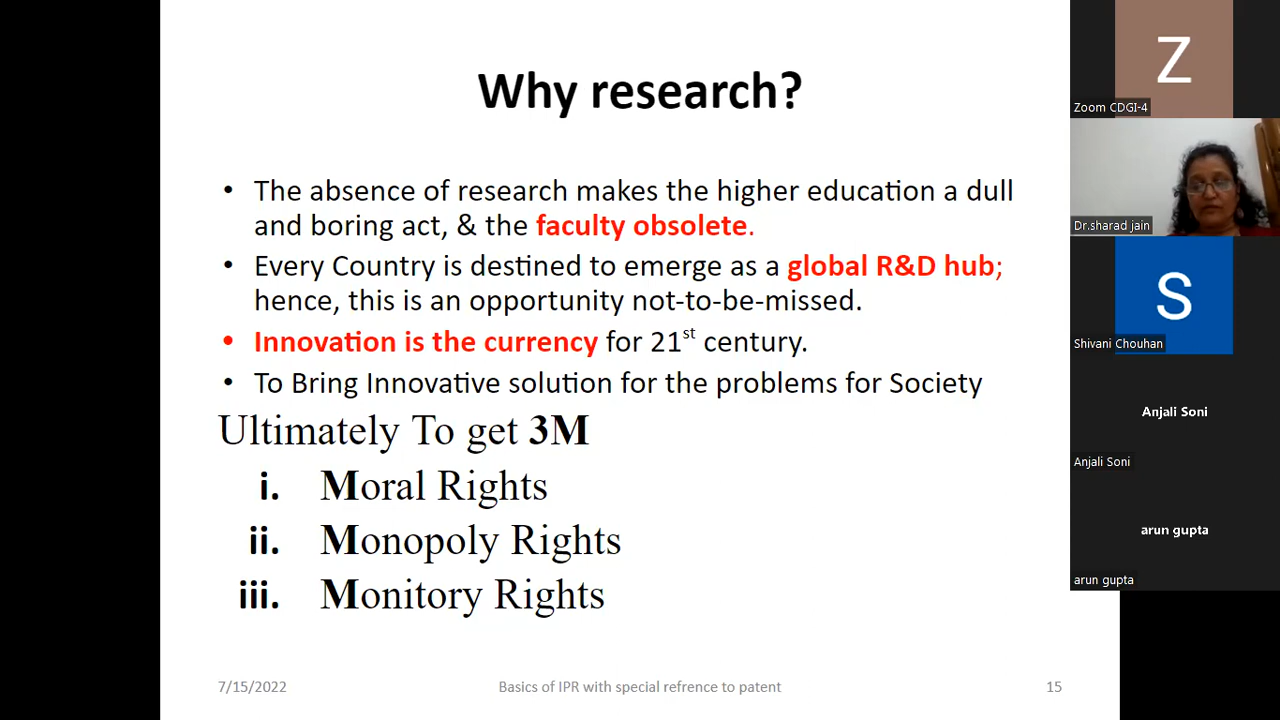 Why research?
• The absence of research makes the higher education a dull
and boring act, & the faculty obsolete.
• Every Country is destined to emerge as a global R&D hub;
hence, this is an opportunity not-to-be-missed.
• Innovation is the currency for 21st century.
• To Bring Innovative solution for the problems for Society
Ultimately To get 3M
i. Moral Rights
ii. Monopoly Rights
iii. Monitory Rights
7/15/2022 Basics of IPR with special refrence to patent 15
Z
Zoom CDGI-4
Dr.sharad jain
S
Shivani Chouhan
Anjali Soni
Anjali Soni
arun gupta
arun gupta